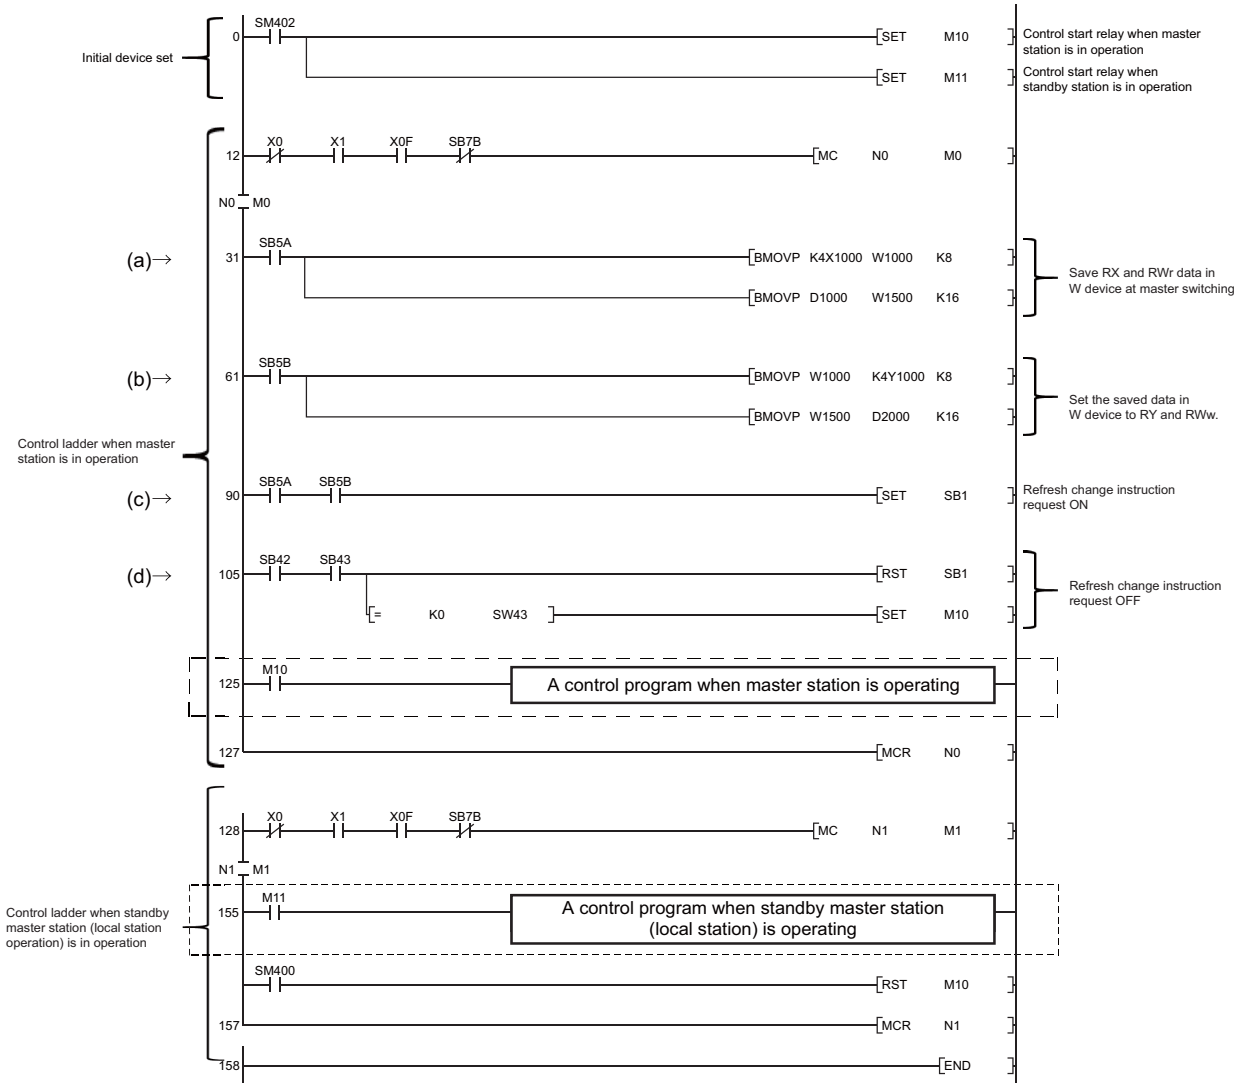 SM402
0
[SET M10]
Control start relay when master
station is in operation
Initial device set
[SET M11]
Control start relay when
standby station is in operation
X0 X1 X0F SB7B
12
[MC N0 M0]
N0 M0
SB5A
(a)→
31
[BMOVP K4X1000 W1000 K8]
Save RX and RWr data in
W device at master switching
[BMOVP D1000 W1500 K16]
SB5B
(b)→
61
[BMOVP W1000 K4Y1000 K8]
Set the saved data in
W device to RY and RWw.
[BMOVP W1500 D2000 K16]
Control ladder when master
station is in operation
SB5A SB5B
(c)→
90
[SET SB1]
Refresh change instruction
request ON
SB42 SB43
(d)→
105
[RST SB1]
Refresh change instruction
request OFF
[= K0 SW43]
[SET M10]
M10
125
A control program when master station is operating
127
[MCR N0]
X0 X1 X0F SB7B
128
[MC N1 M1]
N1 M1
M11
155
A control program when standby master station
(local station) is operating
Control ladder when standby
master station (local station
operation) is in operation
SM400
[RST M10]
157
[MCR N1]
158
[END]